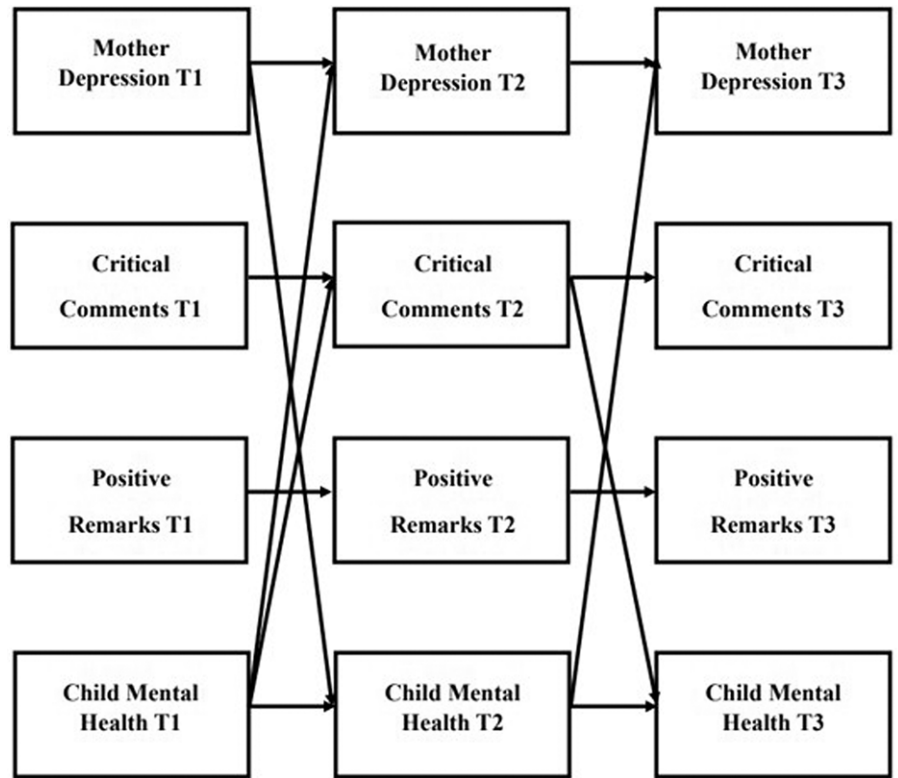 Mother
Depression T1
Mother
Depression T2
Mother
Depression T3
Critical
Comments T1
Critical
Comments T2
Critical
Comments T3
Positive
Remarks T1
Positive
Remarks T2
Positive
Remarks T3
Child Mental
Health T1
Child Mental
Health T2
Child Mental
Health T3